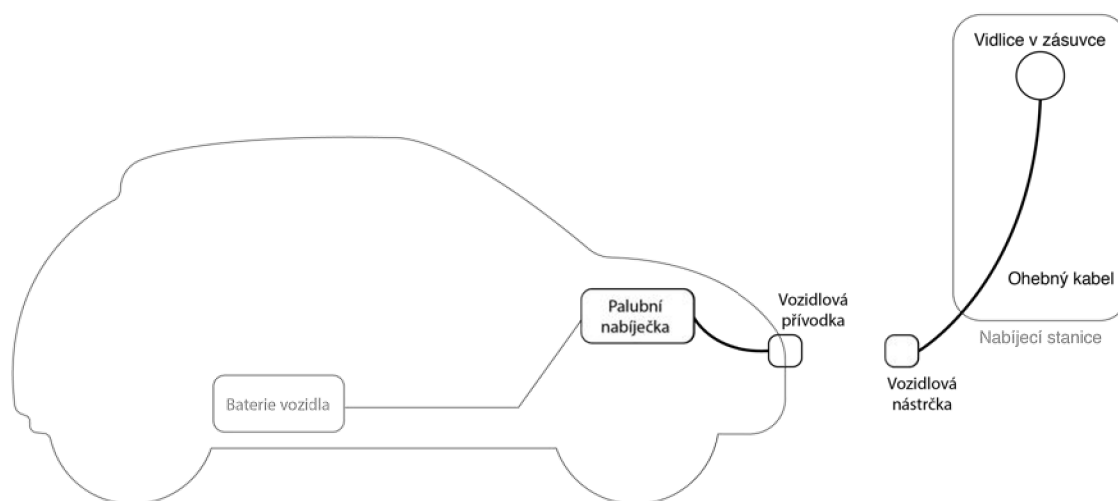 Vidlice v zásuvce
Ohebný kabel
Nabíjecí stanice
Vozidlová
přívodka
Palubní
nabíječka
Vozidlová
nástrčka
Baterie vozidla